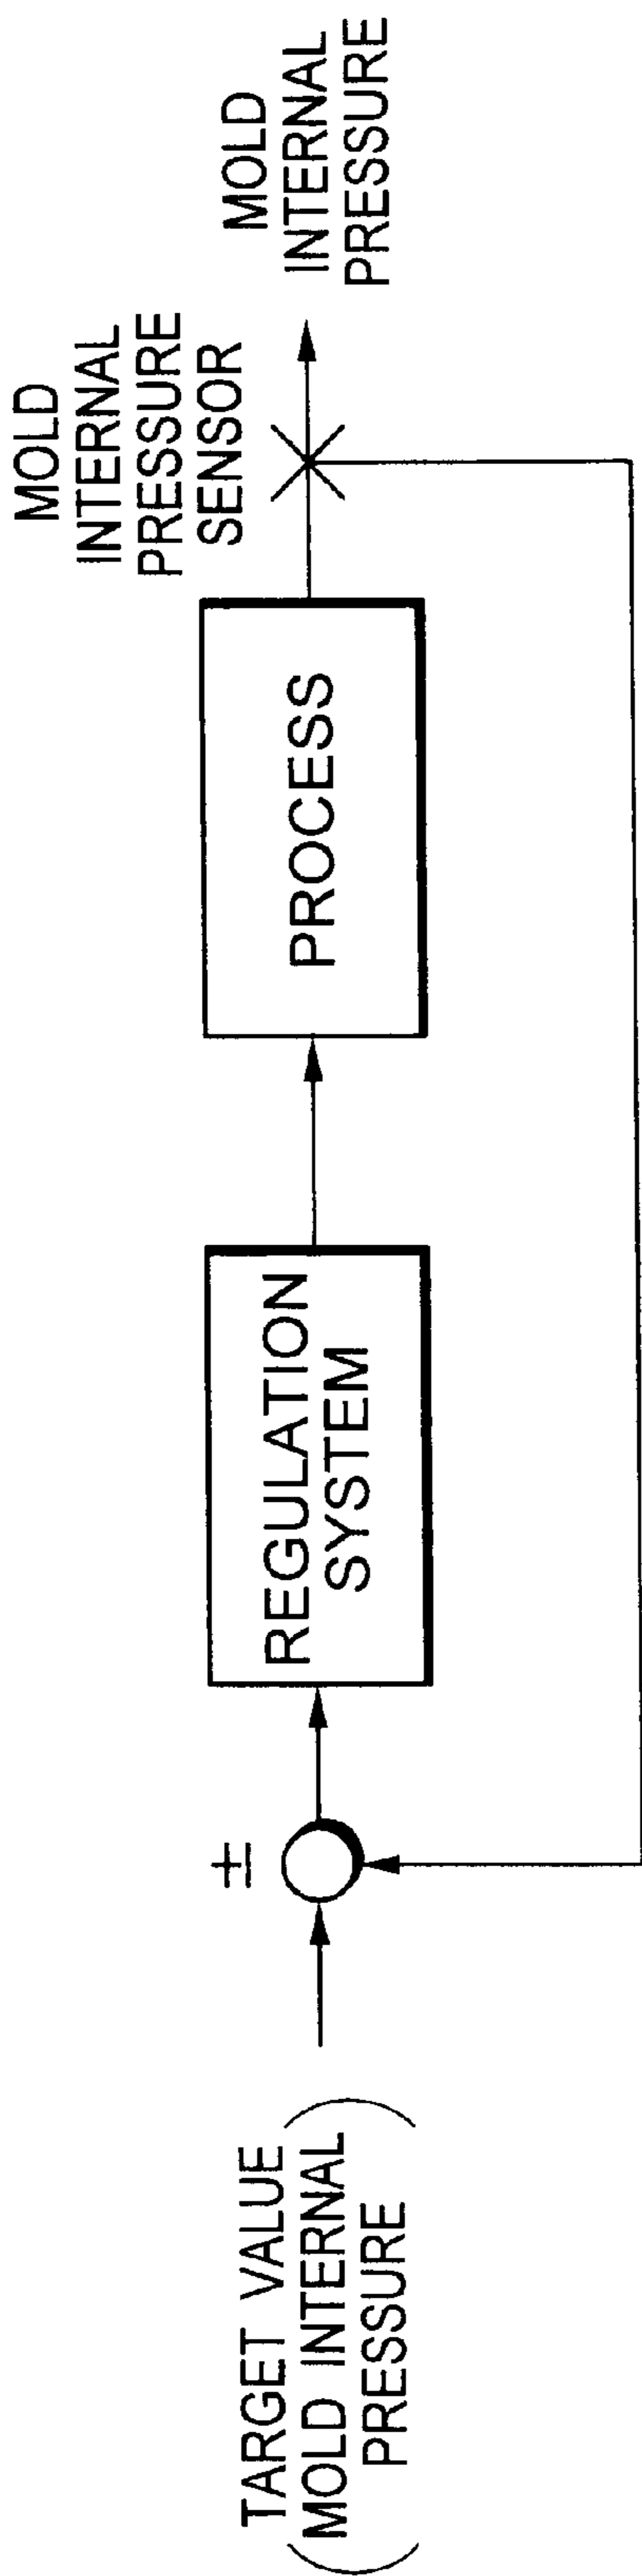 TARGET VALUE
(MOLD INTERNAL
PRESSURE)
±
REGULATION
SYSTEM
PROCESS
MOLD
INTERNAL
PRESSURE
SENSOR
MOLD
INTERNAL
PRESSURE